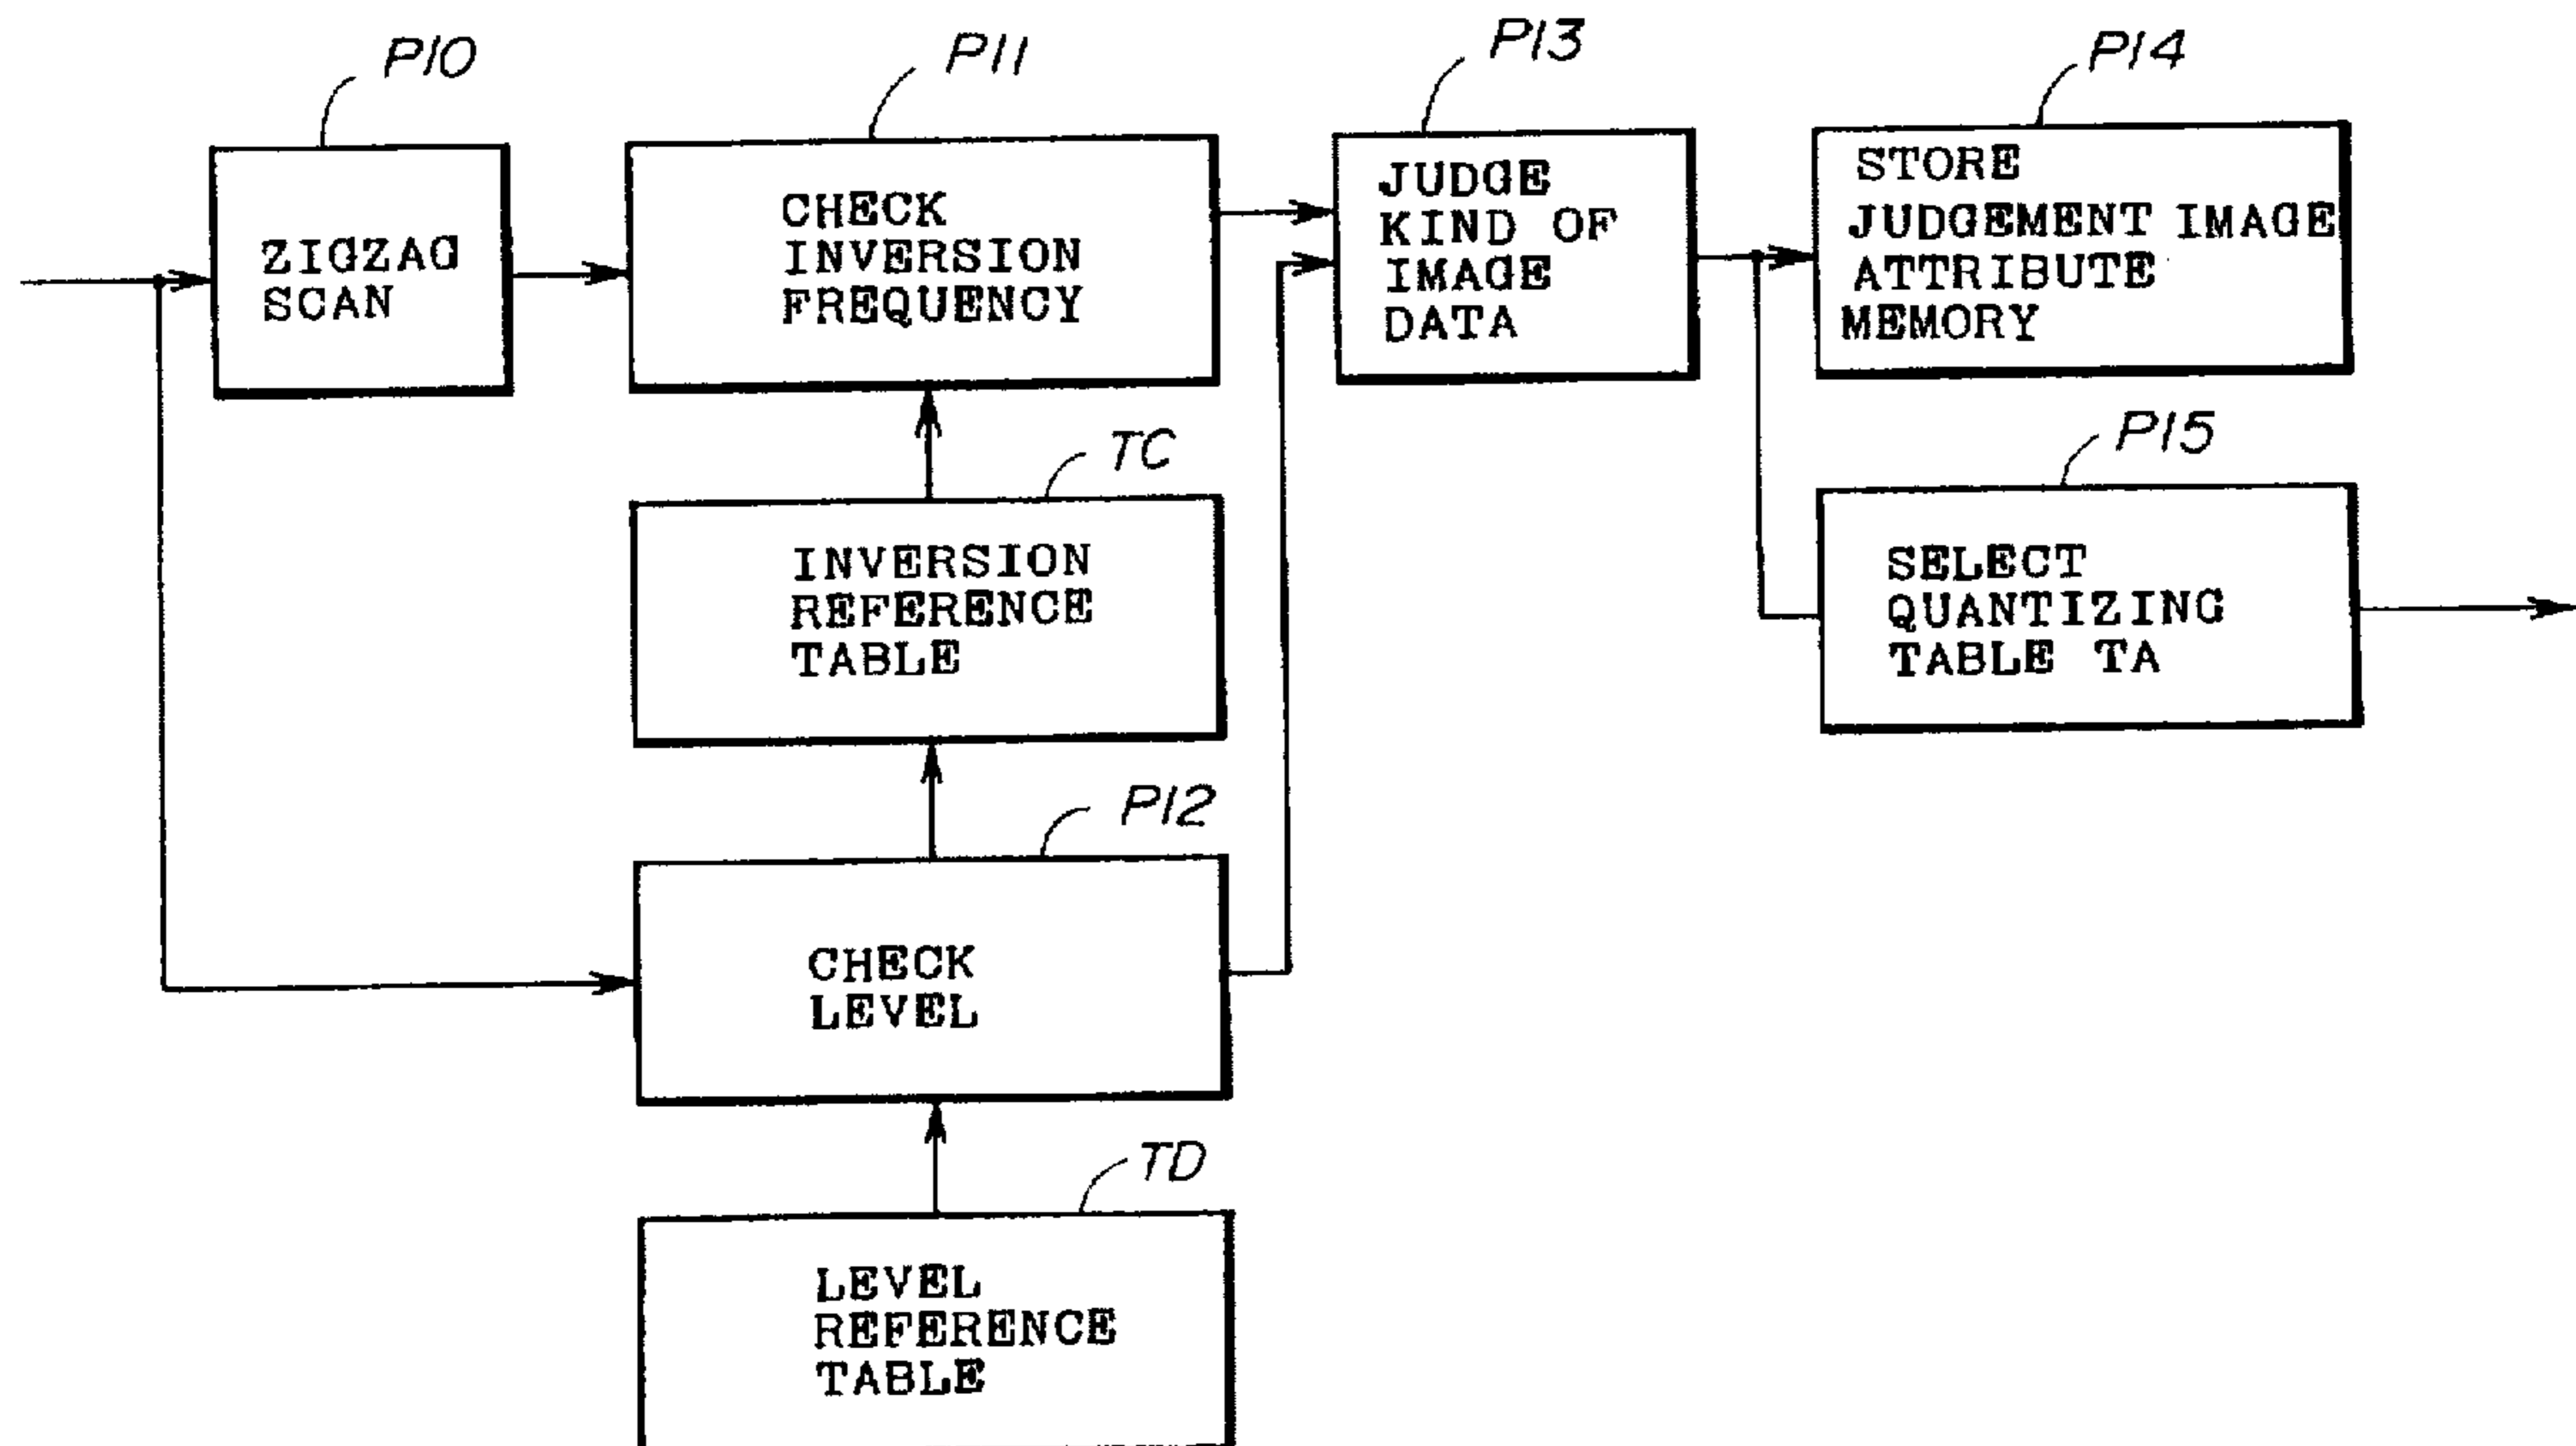 P10
ZIGZAG
SCAN
P11
CHECK
INVERSION
FREQUENCY
P13
JUDGE
KIND OF
IMAGE
DATA
P14
STORE
JUDGEMENT IMAGE
ATTRIBUTE
MEMORY
TC
INVERSION
REFERENCE
TABLE
P15
SELECT
QUANTIZING
TABLE TA
P12
CHECK
LEVEL
TD
LEVEL
REFERENCE
TABLE